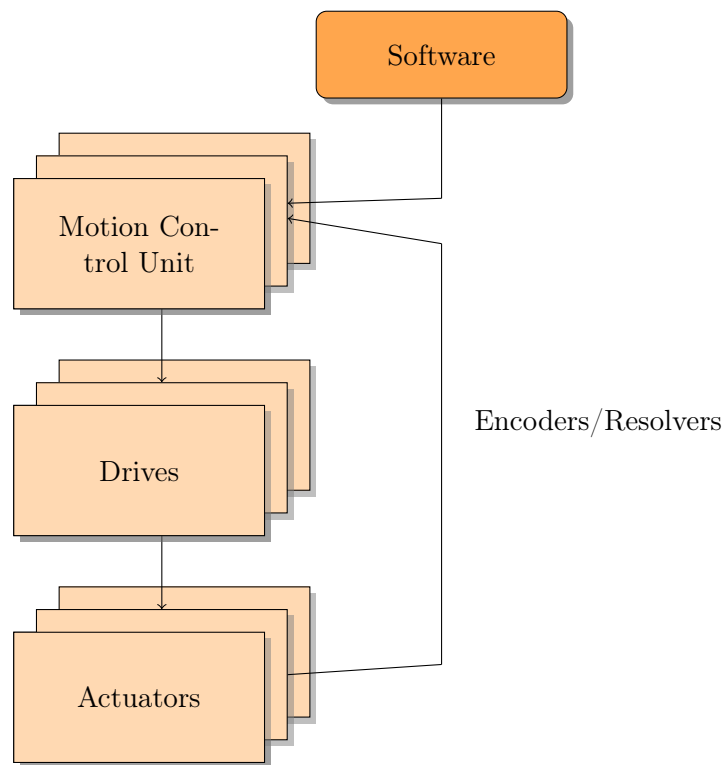 Software
Motion Con-
trol Unit
Encoders/Resolvers
Drives
Actuators